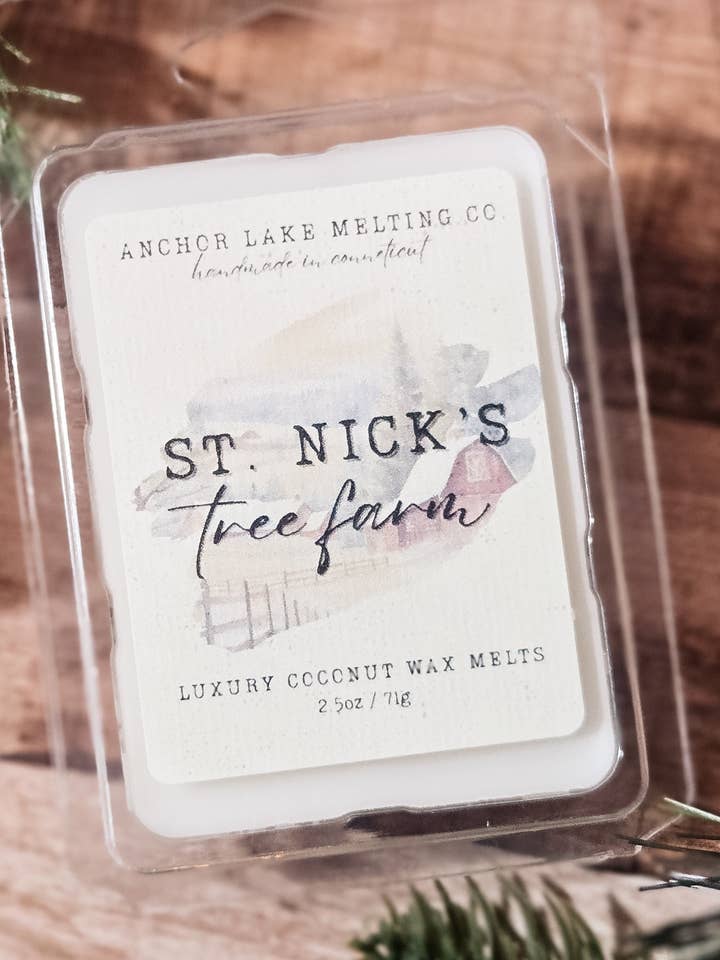 ANCHOR LAKE MELTING CO.
handmade in connecticut
ST. NICK'S
tree farm
LUXURY COCONUT WAX MELTS
2.5oz / 71g